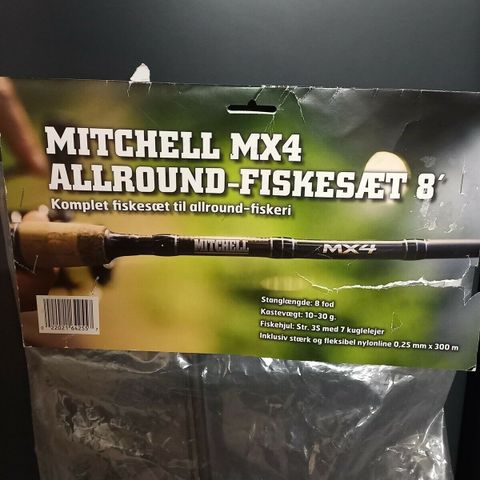 MITCHELL MX4
ALLROUND-FISKESÆT 8´
Komplet fiskesæt til allround-fiskeri
MITCHELL MX4
Stanglængde: 8 fod
Kastevægt: 10-30 g.
Fiskehjul: Str. 35 med 7 kuglelejer
Inklusiv stærk og fleksibel nylonline 0,25 mm x 300 m